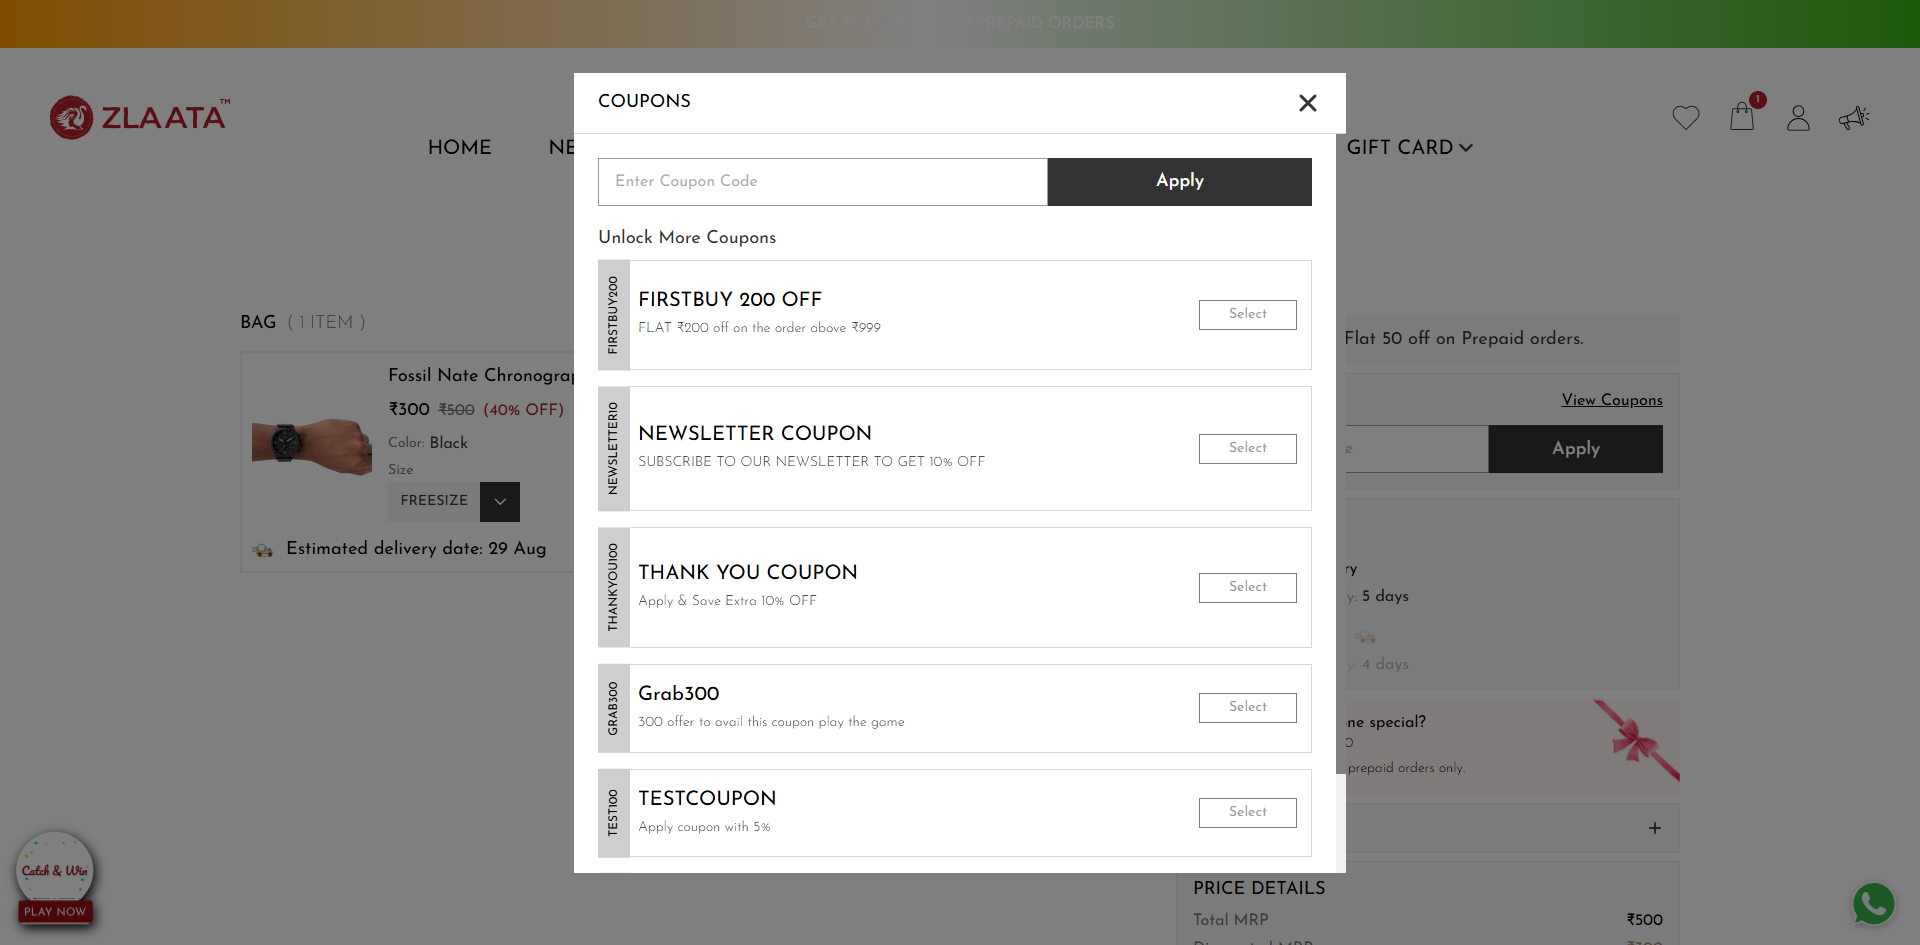 GET FLAT ON PREPAID ORDERS
ZLAATA™
HOME
GIFT CARD
1
COUPONS
Enter Coupon Code
Apply
Unlock More Coupons
FIRSTBUY200
FIRSTBUY 200 OFF
FLAT ₹200 off on the order above ₹999
Select
NEWSLETTER10
NEWSLETTER COUPON
SUBSCRIBE TO OUR NEWSLETTER TO GET 10% OFF
Select
THANKYOU100
THANK YOU COUPON
Apply & Save Extra 10% OFF
Select
GRAB300
Grab300
300 offer to avail this coupon play the game
Select
TEST100
TESTCOUPON
Apply coupon with 5%
Select
BAG ( 1 ITEM )
Fossil Nate Chronograp
₹300 ₹500 (40% OFF)
Color: Black
Size
FREESIZE
Estimated delivery date: 29 Aug
Flat 50 off on Prepaid orders.
View Coupons
Apply
5 days
4 days
ne special?
prepaid orders only.
+
PRICE DETAILS
Total MRP ₹500
Catch & Win
PLAY NOW